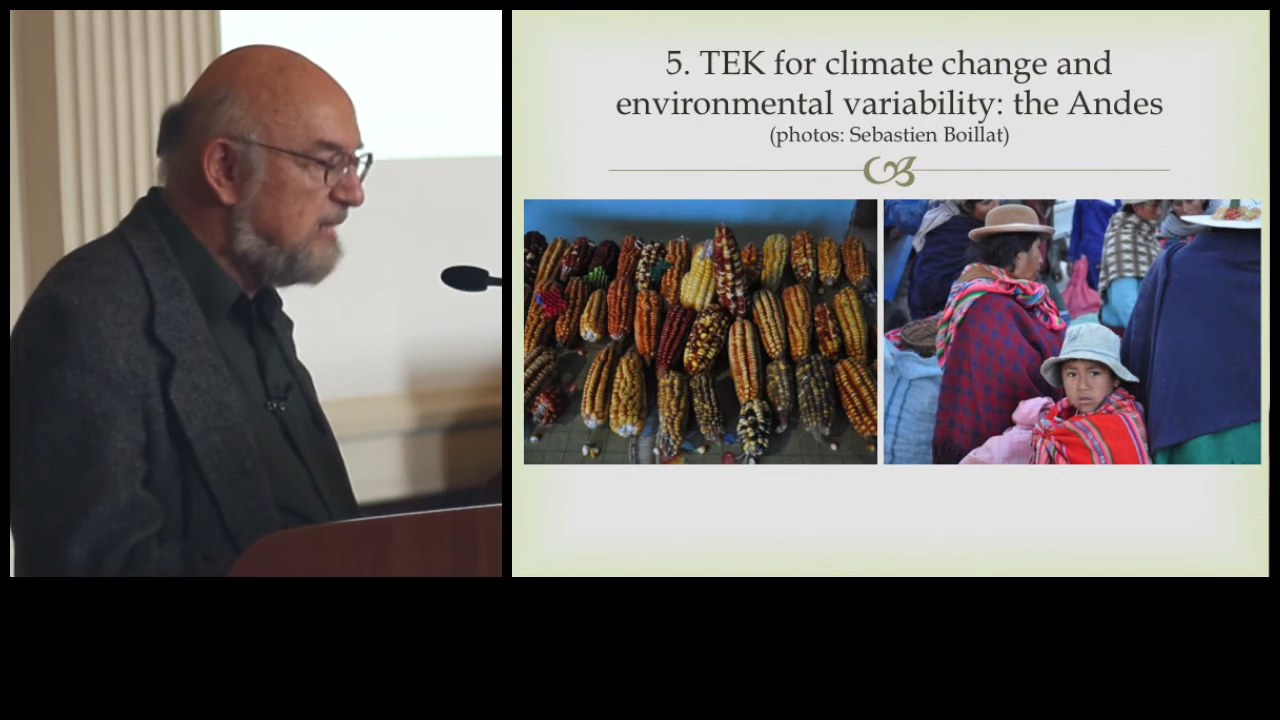 5. TEK for climate change and
environmental variability: the Andes
(photos: Sebastien Boillat)